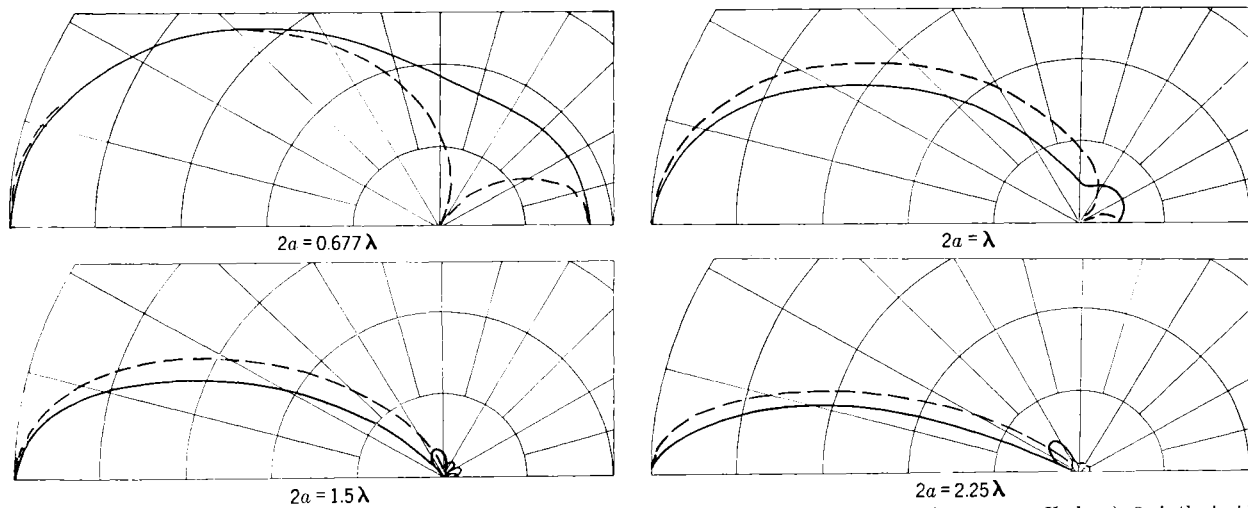 2a = 0.677 λ
2a = λ
2a = 1.5 λ
2a = 2.25 λ